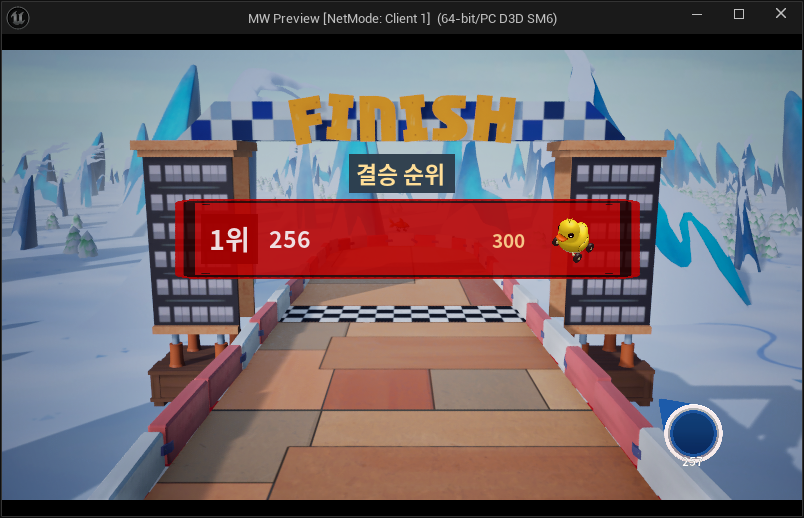 MW Preview [NetMode: Client 1] (64-bit/PC D3D SM6)
FINISH
결승 순위
1위 256 300
257